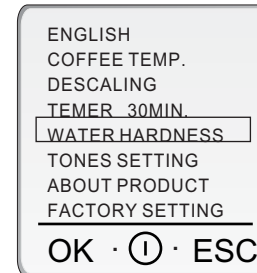 ENGLISH
COFFEE TEMP.
DESCALING
TEMER 30MIN.
WATER HARDNESS
TONES SETTING
ABOUT PRODUCT
FACTORY SETTING
OK · · ESC